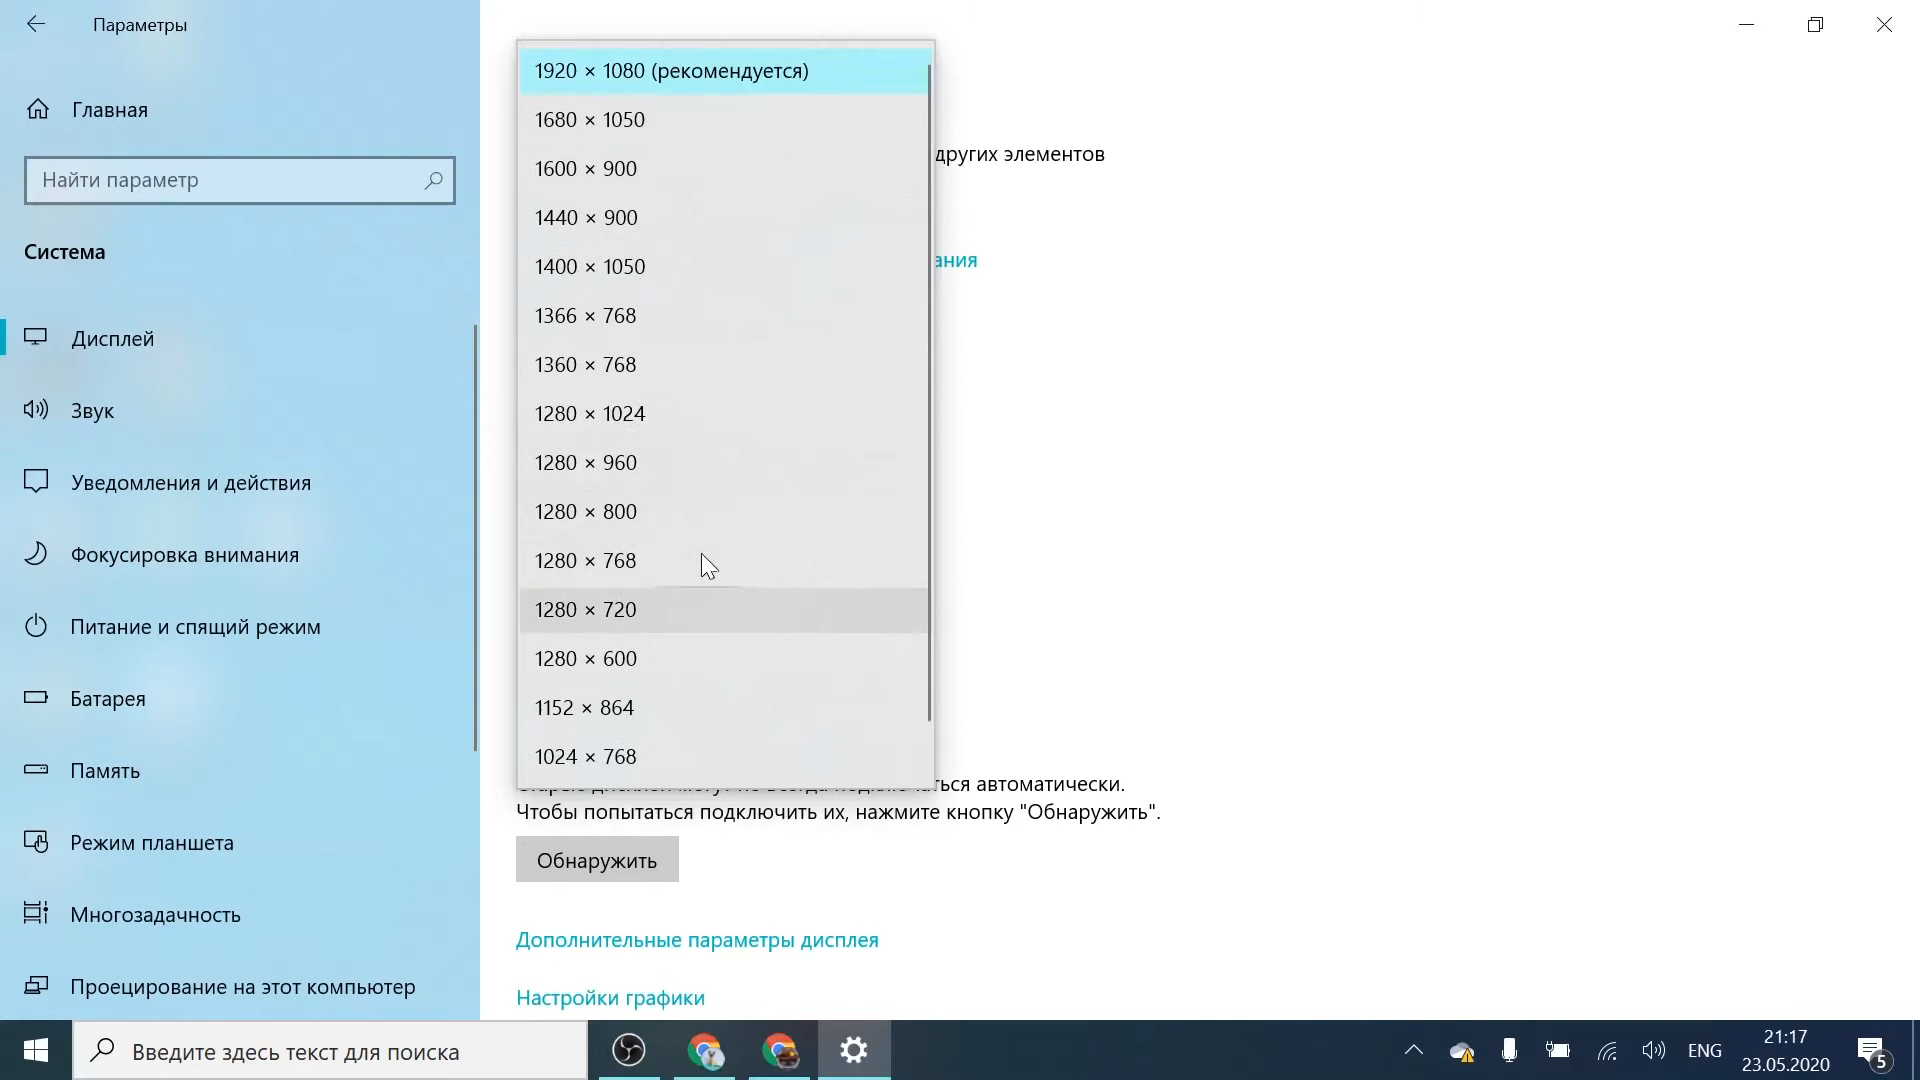 Параметры
Главная
Найти параметр
Система
Дисплей
Звук
Уведомления и действия
Фокусировка внимания
Питание и спящий режим
Батарея
Память
Режим планшета
Многозадачность
Проецирование на этот компьютер
1920 × 1080 (рекомендуется)
1680 × 1050
1600 × 900
1440 × 900
1400 × 1050
1366 × 768
1360 × 768
1280 × 1024
1280 × 960
1280 × 800
1280 × 768
1280 × 720
1280 × 600
1152 × 864
1024 × 768
других элементов
ания
ться автоматически.
Чтобы попытаться подключить их, нажмите кнопку "Обнаружить".
Обнаружить
Дополнительные параметры дисплея
Настройки графики
Введите здесь текст для поиска
ENG
21:17
23.05.2020
5